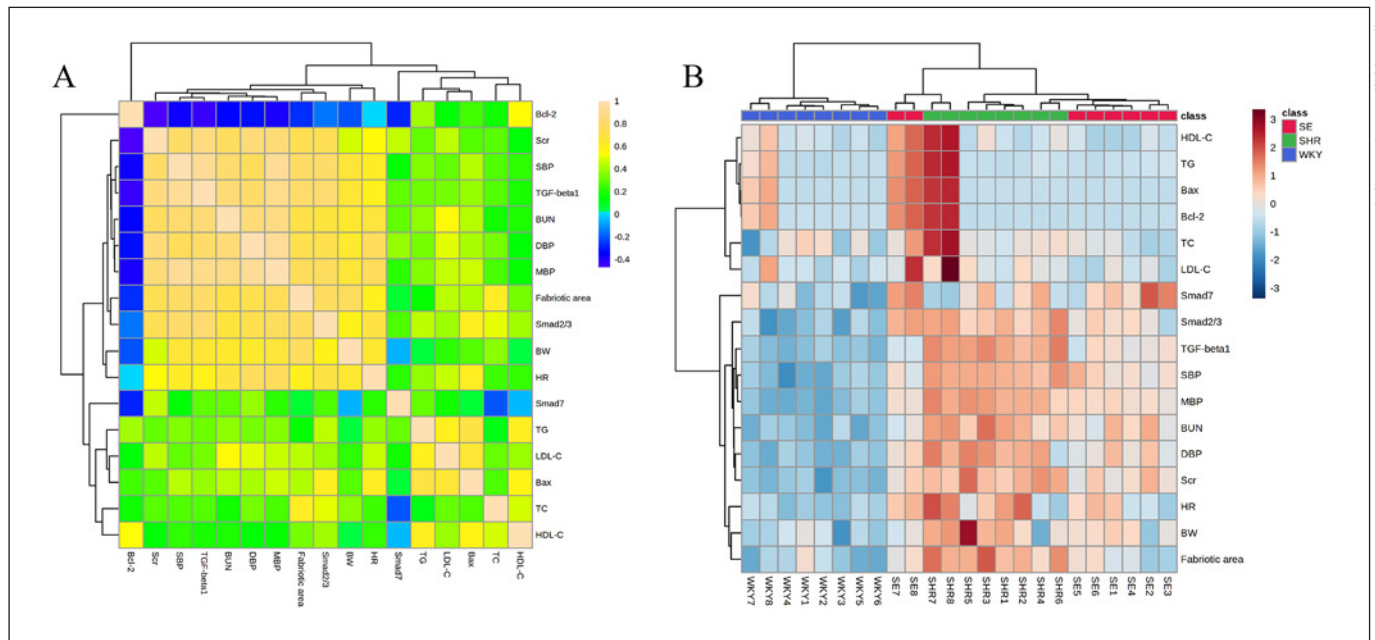 A
1
0.8
0.6
0.4
0.2
0
-0.2
-0.4
Bcl-2
Scr
SBP
TGF-beta1
BUN
DBP
MBP
Fabriotic area
Smad2/3
BW
HR
Smad7
TG
LDL-C
Bax
TC
HDL-C
Bcl-2
Scr
SBP
TGF-beta1
BUN
DBP
MBP
Fabriotic area
Smad2/3
BW
HR
Smad7
TG
LDL-C
Bax
TC
HDL-C
B
class
HDL-C
TG
Bax
Bcl-2
TC
LDL-C
Smad7
Smad2/3
TGF-beta1
SBP
MBP
BUN
DBP
Scr
HR
BW
Fabriotic area
WKY7
WKY8
WKY4
WKY1
WKY2
WKY3
WKY5
WKY6
SE7
SE8
SHR7
SHR8
SHR5
SHR3
SHR1
SHR2
SHR4
SHR6
SE5
SE6
SE1
SE4
SE2
SE3
3
2
1
0
-1
-2
-3
class
SE
SHR
WKY